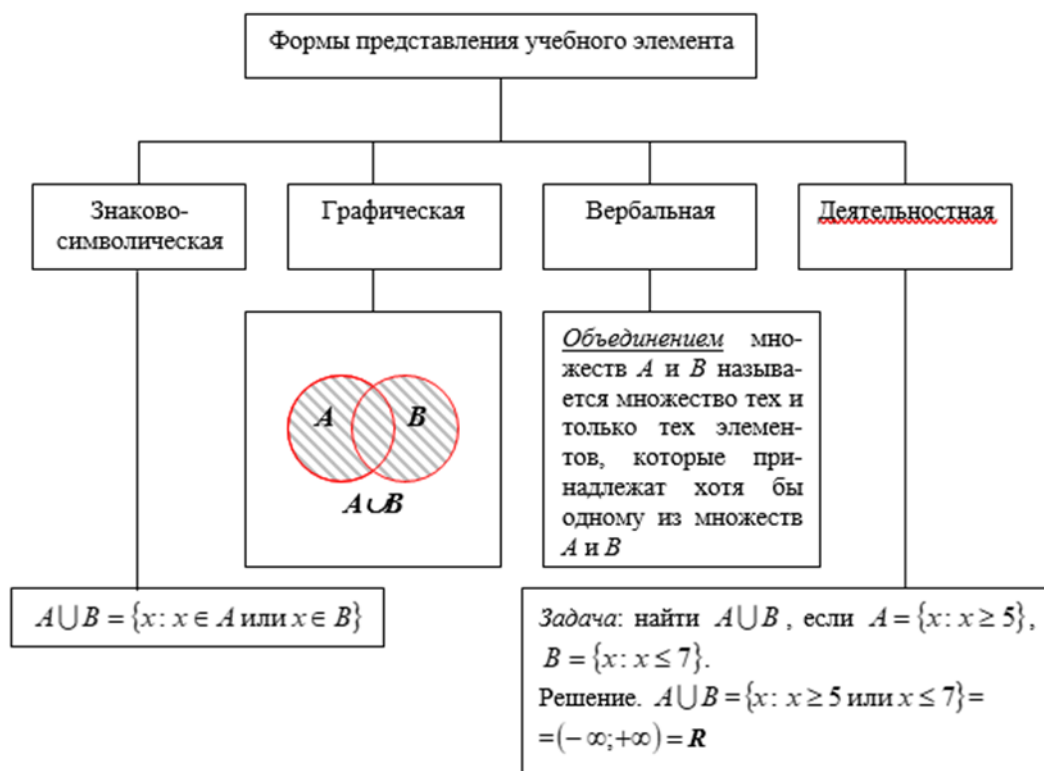 Формы представления учебного элемента
Знаково-
символическая
Графическая
Вербальная
Деятельностная
A B
A∪B
Объединением мно-
жеств A и B называ-
ется множество тех и
только тех элемен-
тов, которые при-
надлежат хотя бы
одному из множеств
A и B
A∪B = {x: x ∈ A или x ∈ B}
Задача: найти A∪B , если A = {x: x ≥ 5},
B = {x: x ≤ 7}.
Решение. A∪B = {x: x ≥ 5 или x ≤ 7} =
= (− ∞;+∞) = R